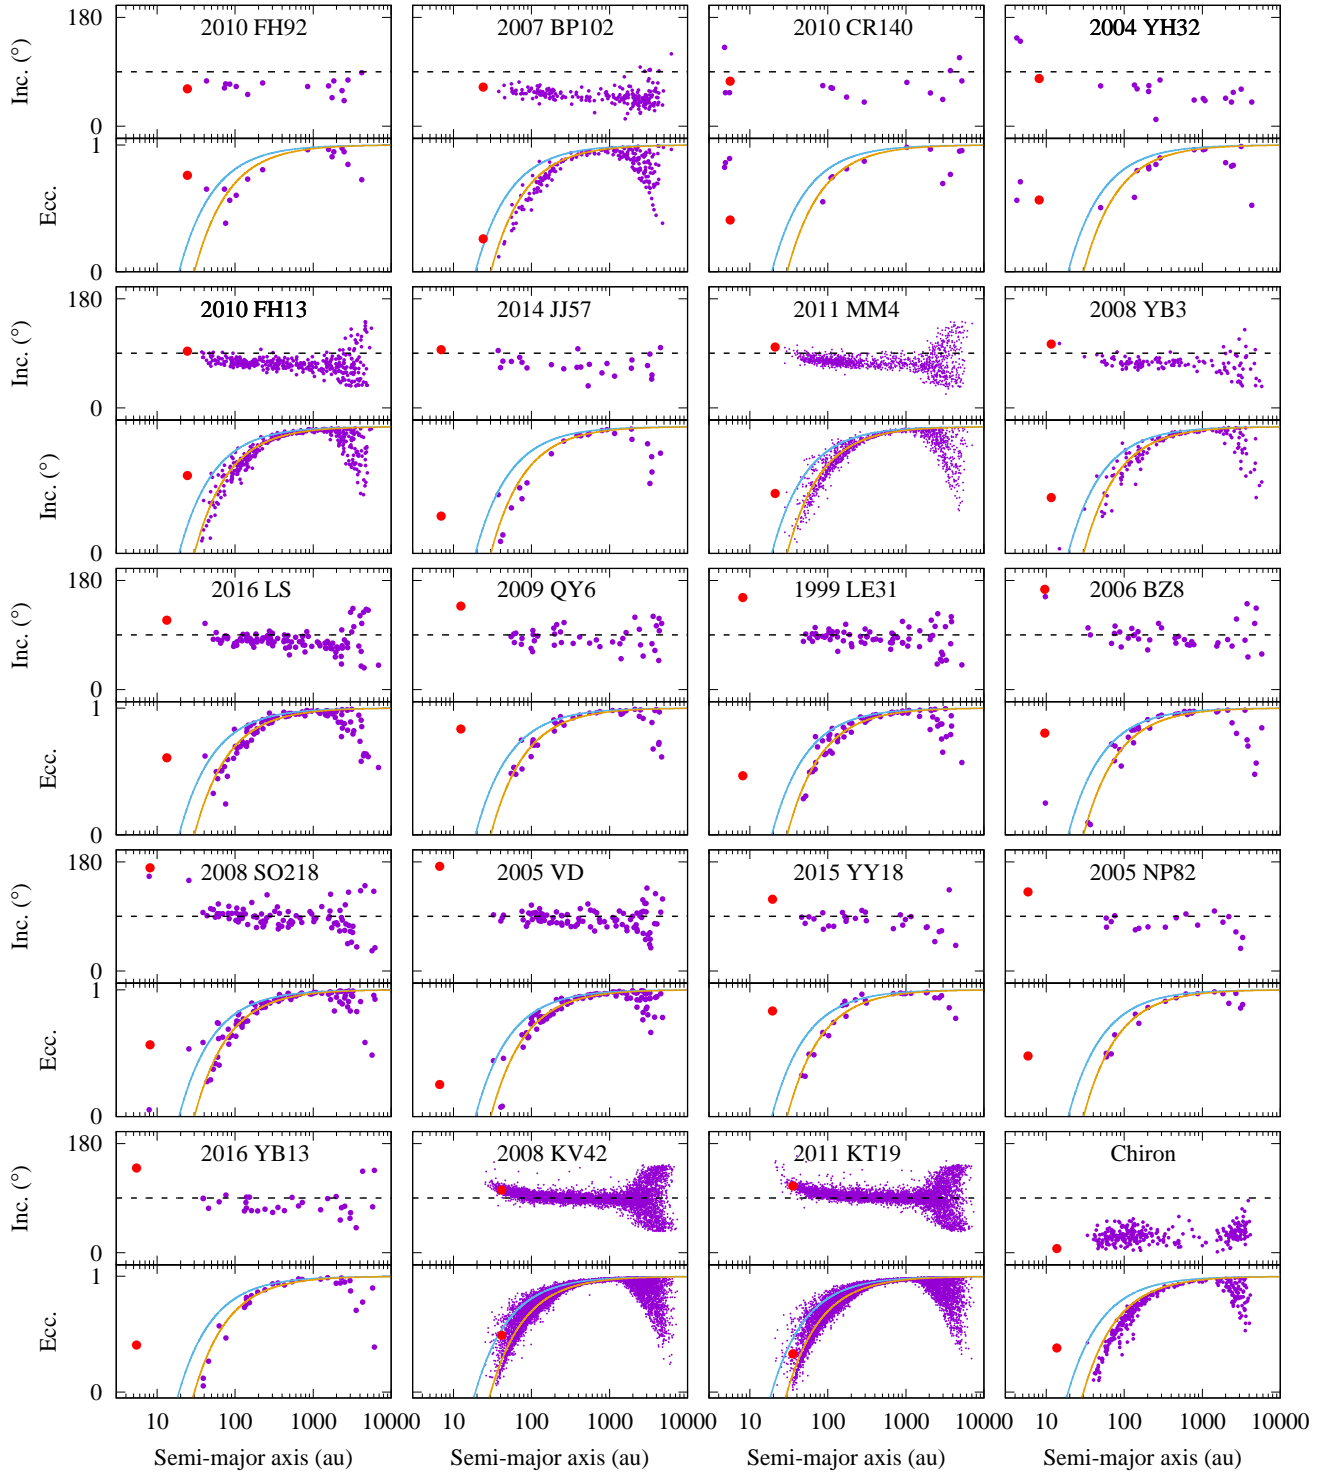 180
Inc. (°)
0
2010 FH92
2007 BP102
2010 CR140
2004 YH32
1
Ecc.
0
180
Inc. (°)
0
2010 FH13
2014 JJ57
2011 MM4
2008 YB3
Inc. (°)
180
Inc. (°)
0
2016 LS
2009 QY6
1999 LE31
2006 BZ8
1
Ecc.
0
180
Inc. (°)
0
2008 SO218
2005 VD
2015 YY18
2005 NP82
1
Ecc.
0
180
Inc. (°)
0
2016 YB13
2008 KV42
2011 KT19
Chiron
1
Ecc.
0
10 100 1000 10000 10 100 1000 10000 10 100 1000 10000 10 100 1000 10000
Semi-major axis (au) Semi-major axis (au) Semi-major axis (au) Semi-major axis (au)